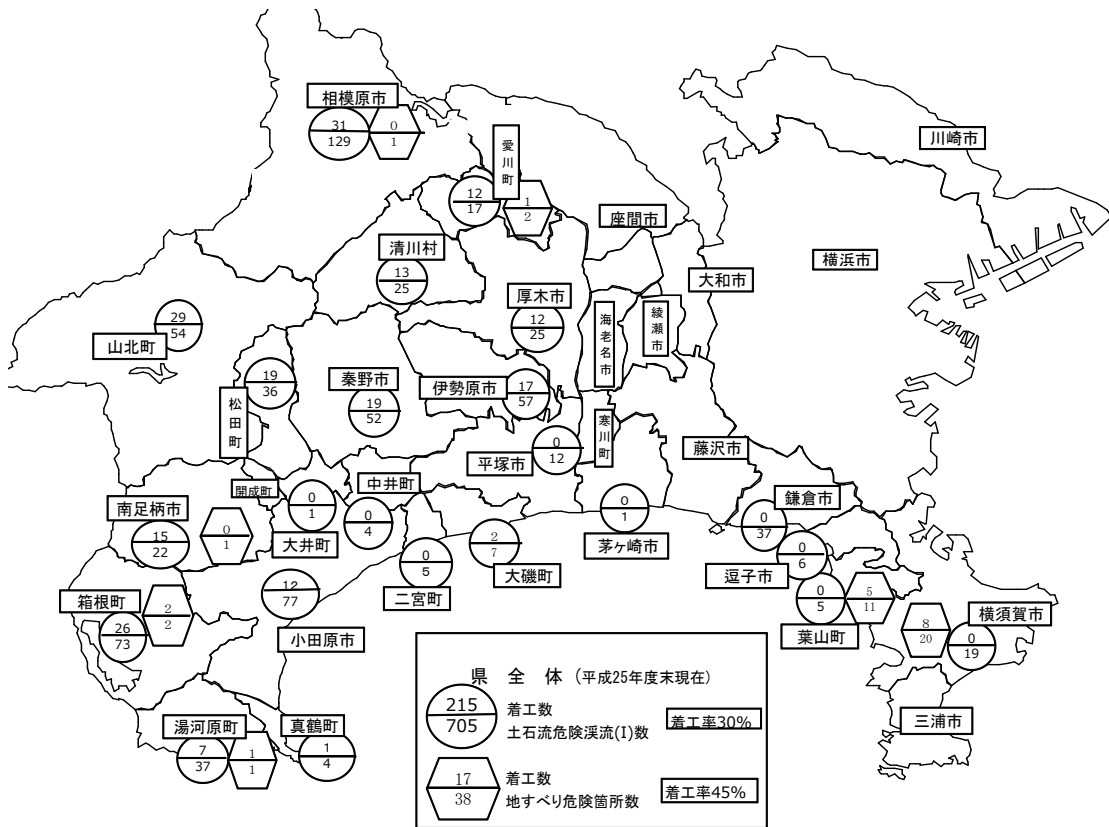 相模原市
31
129
0
1
川崎市
愛川町
12
17
1
2
座間市
清川村
13
25
大和市
横浜市
厚木市
12
25
海老名市
綾瀬市
29
54
山北町
19
36
松田町
秦野市
19
52
伊勢原市
17
57
寒川町
平塚市
0
12
藤沢市
開成町
0
1
大井町
中井町
0
4
南足柄市
15
22
0
1
0
5
二宮町
2
7
大磯町
0
1
茅ヶ崎市
鎌倉市
0
37
0
6
逗子市
0
5
5
11
葉山町
横須賀市
8
20
0
19
箱根町
26
73
2
2
12
77
小田原市
三浦市
湯河原町
7
37
1
1
真鶴町
1
4
県 全 体 (平成25年度末現在)
215
705
着工数
土石流危険渓流(I)数
着工率30%
17
38
着工数
地すべり危険箇所数
着工率45%